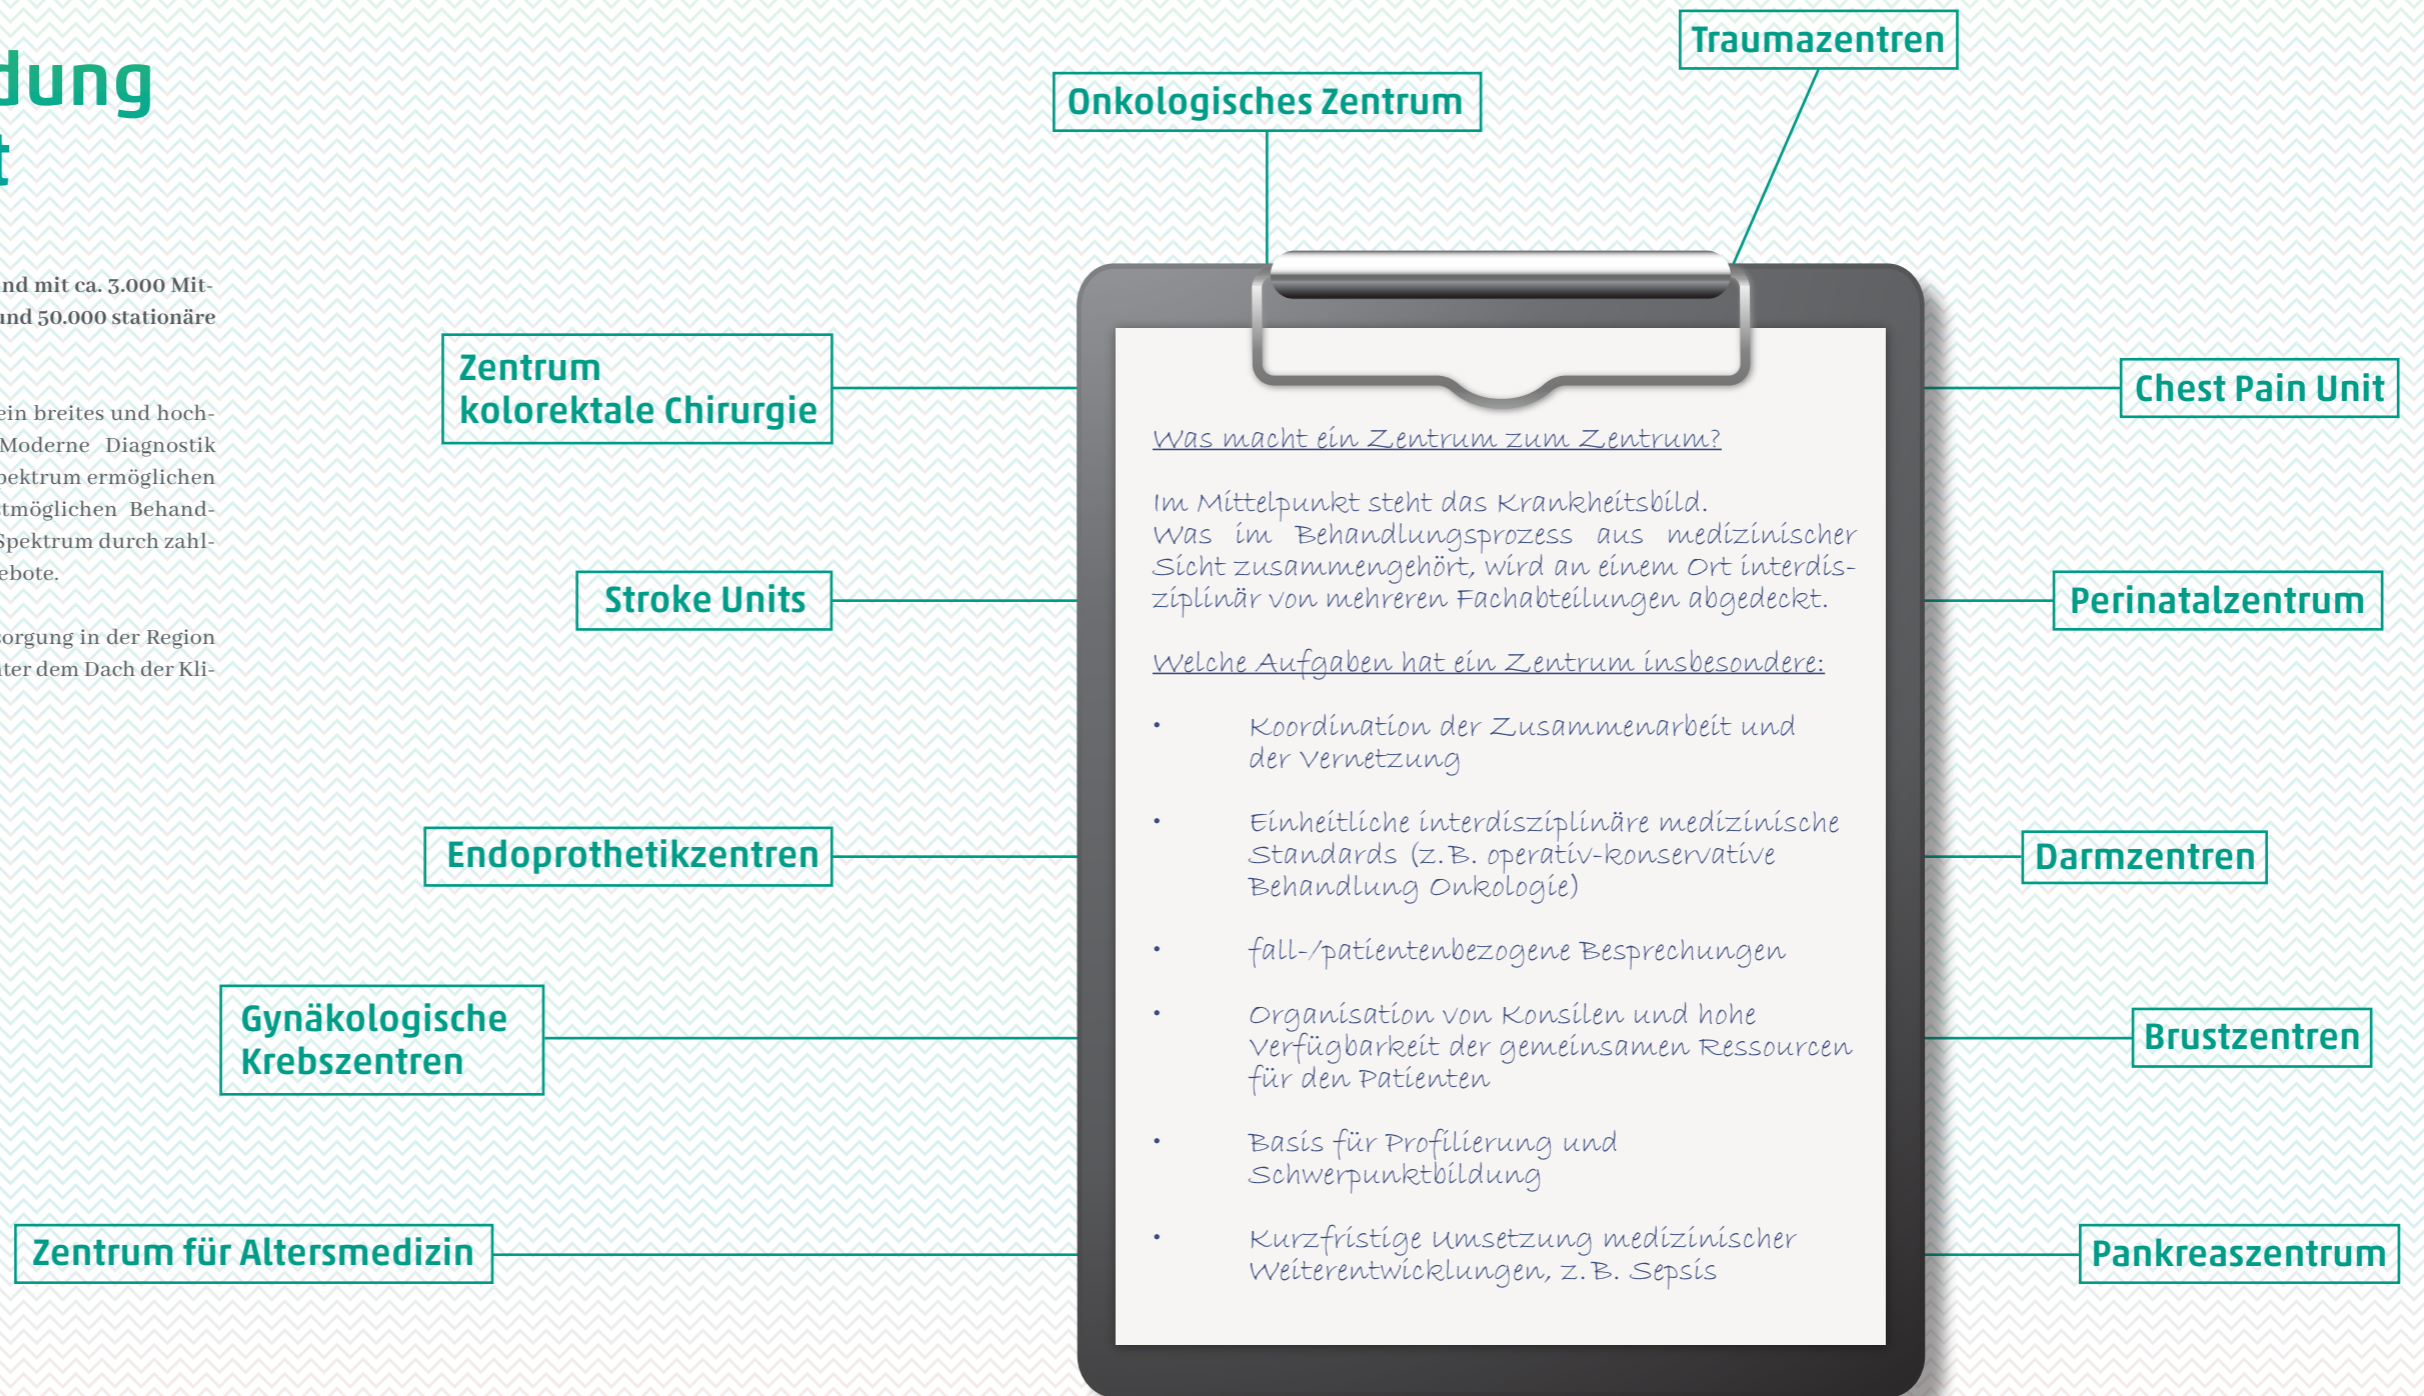 dung
t
nd mit ca. 3.000 Mit-
und 50.000 stationäre
ein breites und hoch-
Moderne Diagnostik
pektrum ermöglichen
stmöglichen Behand-
Spektrum durch zahl-
ebote.
sorgung in der Region
nter dem Dach der Kli-
Onkologisches Zentrum
Traumazentren
Zentrum
kolorektale Chirurgie
Stroke Units
Endoprothetikzentren
Gynäkologische
Krebszentren
Zentrum für Altersmedizin
Was macht ein Zentrum zum Zentrum?
Im Mittelpunkt steht das Krankheitsbild.
Was im Behandlungsprozess aus medizinischer
Sicht zusammengehört, wird an einem Ort interdis-
ziplinär von mehreren Fachabteilungen abgedeckt.
Welche Aufgaben hat ein Zentrum insbesondere:
• Koordination der Zusammenarbeit und
der Vernetzung
• Einheitliche interdisziplinäre medizinische
Standards (z. B. operativ-konservative
Behandlung Onkologie)
• fall-/patientenbezogene Besprechungen
• Organisation von Konsilen und hohe
Verfügbarkeit der gemeinsamen Ressourcen
für den Patienten
• Basis für Profilierung und
Schwerpunktbildung
• Kurzfristige Umsetzung medizinischer
Weiterentwicklungen, z. B. Sepsis
Chest Pain Unit
Perinatalzentrum
Darmzentren
Brustzentren
Pankreaszentrum